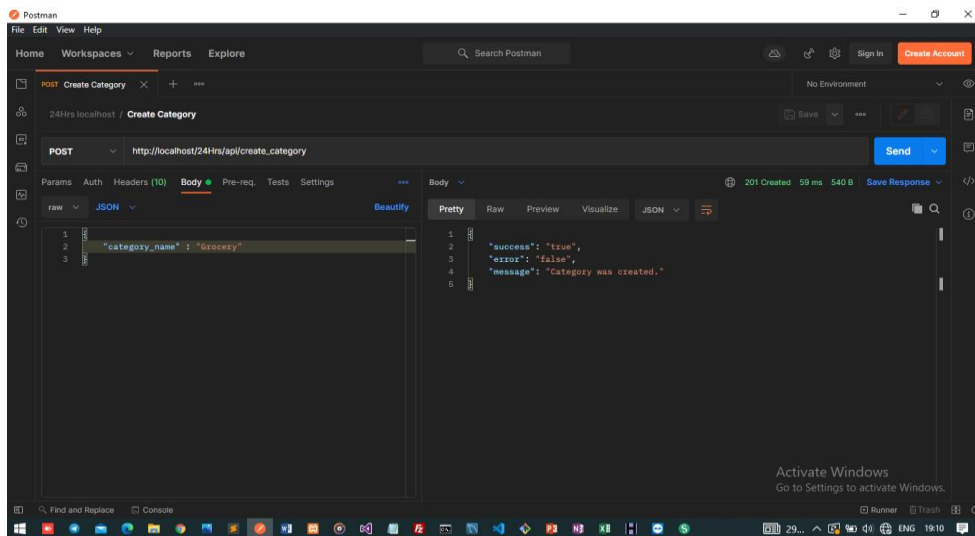 Postman
File Edit View Help
Home Workspaces Reports Explore Search Postman Sign In Create Account
POST Create Category No Environment
24Hrs localhost / Create Category Save
POST http://localhost/24Hrs/api/create_category Send
Params Auth Headers (10) Body Pre-req. Tests Settings Body 201 Created 59 ms 540 B Save Response
raw JSON Beautify Pretty Raw Preview Visualize JSON
1 {
2 "category_name" : "Grocery"
3 }
1 {
2 "success": "true",
3 "error": "false",
4 "message": "Category was created."
5 }
Activate Windows
Go to Settings to activate Windows.
Find and Replace Console Runner Trash
29... ENG 19:10